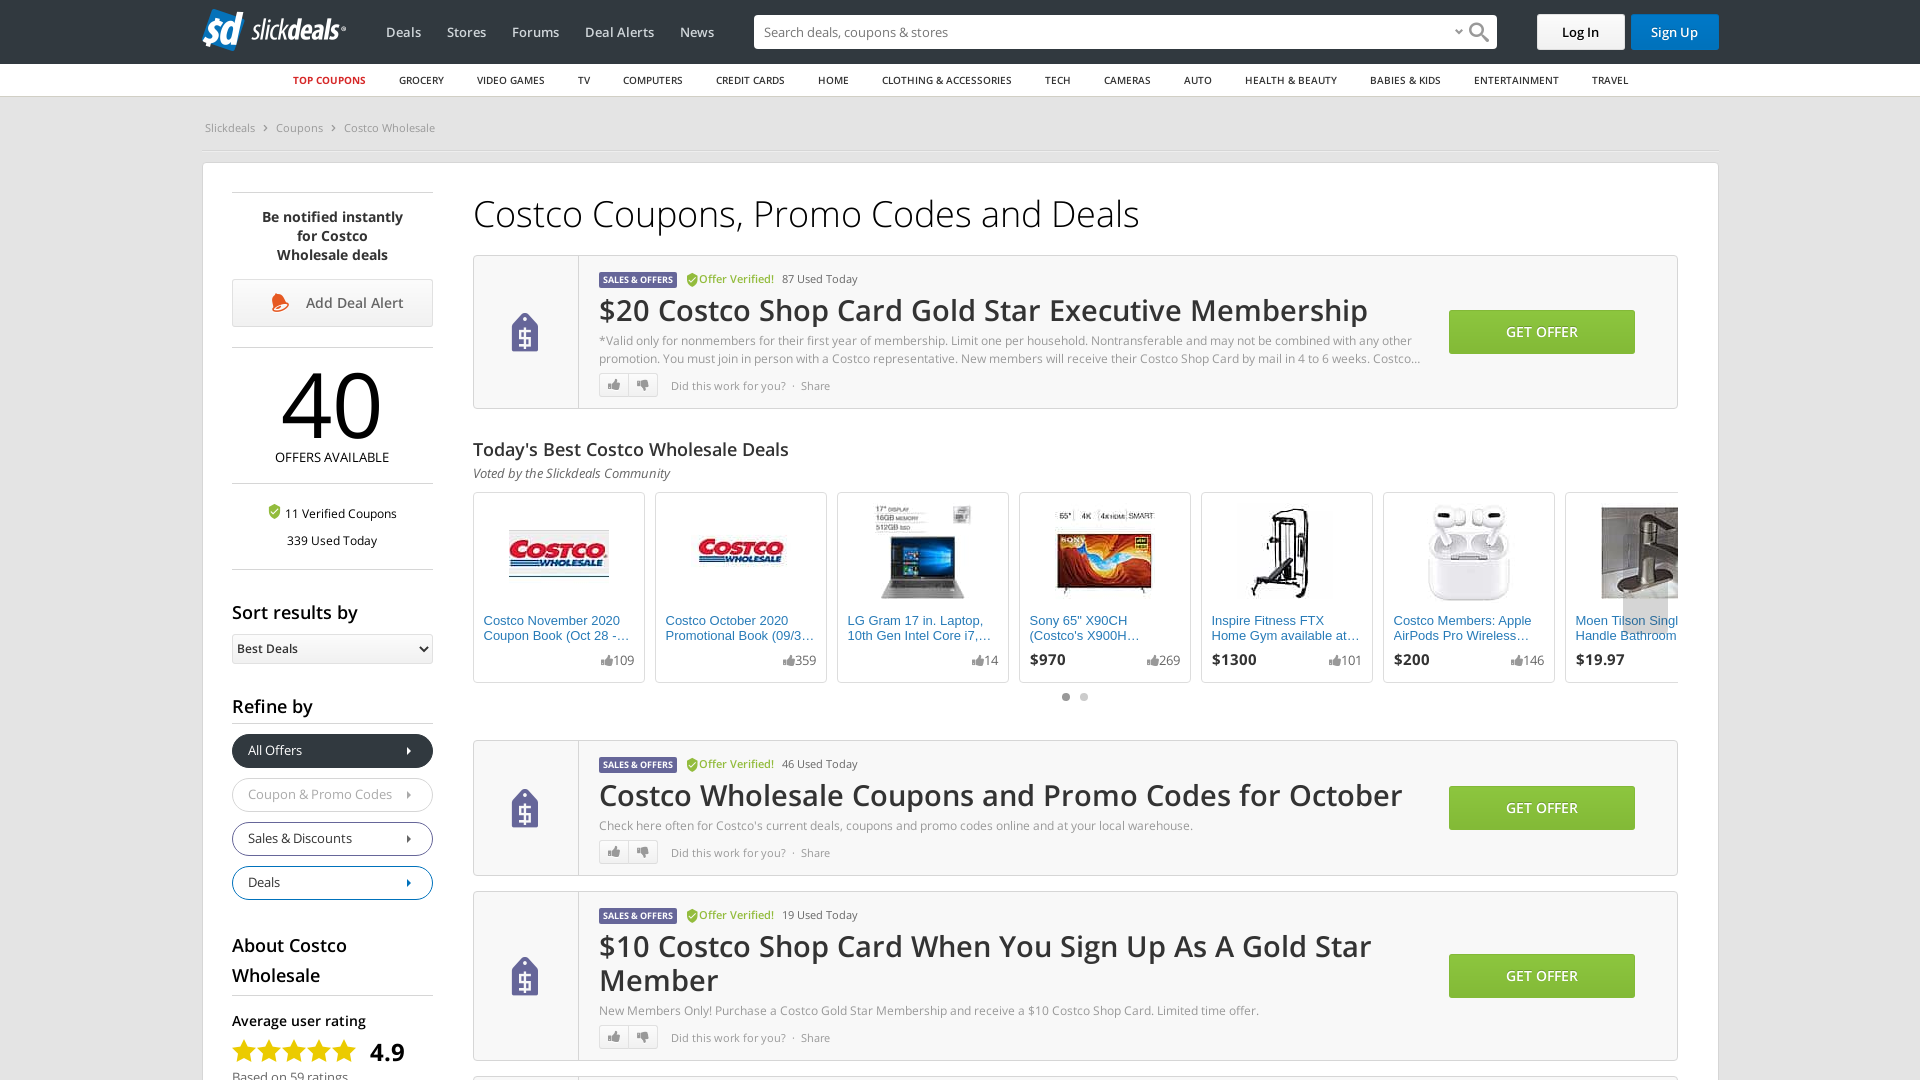 slickdeals
Deals
Stores
Forums
Deal Alerts
News
Search deals, coupons & stores
Log In
Sign Up
TOP COUPONS
GROCERY
VIDEO GAMES
TV
COMPUTERS
CREDIT CARDS
HOME
CLOTHING & ACCESSORIES
TECH
CAMERAS
AUTO
HEALTH & BEAUTY
BABIES & KIDS
ENTERTAINMENT
TRAVEL
Slickdeals
Coupons
Costco Wholesale
Be notified instantly
for Costco
Wholesale deals
Add Deal Alert
40
OFFERS AVAILABLE
11 Verified Coupons
339 Used Today
Sort results by
Best Deals
Refine by
All Offers
Coupon & Promo Codes
Sales & Discounts
Deals
About Costco
Wholesale
Average user rating
4.9
Based on 59 ratings
Costco Coupons, Promo Codes and Deals
SALES & OFFERS
Offer Verified!
87 Used Today
$20 Costco Shop Card Gold Star Executive Membership
*Valid only for nonmembers for their first year of membership. Limit one per household. Nontransferable and may not be combined with any other
promotion. You must join in person with a Costco representative. New members will receive their Costco Shop Card by mail in 4 to 6 weeks. Costco...
Did this work for you? · Share
GET OFFER
Today's Best Costco Wholesale Deals
Voted by the Slickdeals Community
COSTCO
WHOLESALE
Costco November 2020
Coupon Book (Oct 28 -...
109
COSTCO
WHOLESALE
Costco October 2020
Promotional Book (09/3...
359
17" DISPLAY
16GB MEMORY
512GB SSD
LG Gram 17 in. Laptop,
10th Gen Intel Core i7,...
14
65" 4K 4K HDR SMART
SONY
Sony 65" X90CH
(Costco's X900H...
$970
269
Inspire Fitness FTX
Home Gym available at...
$1300
101
Costco Members: Apple
AirPods Pro Wireless...
$200
146
Moen Tilson Singl
Handle Bathroom
$19.97
SALES & OFFERS
Offer Verified!
46 Used Today
Costco Wholesale Coupons and Promo Codes for October
Check here often for Costco's current deals, coupons and promo codes online and at your local warehouse.
Did this work for you? · Share
GET OFFER
SALES & OFFERS
Offer Verified!
19 Used Today
$10 Costco Shop Card When You Sign Up As A Gold Star
Member
New Members Only! Purchase a Costco Gold Star Membership and receive a $10 Costco Shop Card. Limited time offer.
Did this work for you? · Share
GET OFFER